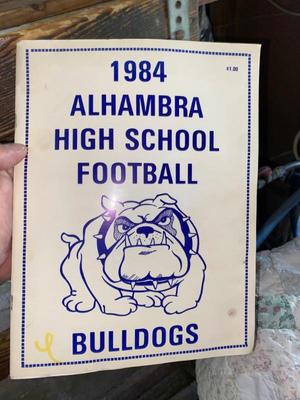 1984
$1.00
ALHAMBRA
HIGH SCHOOL
FOOTBALL
BULLDOGS